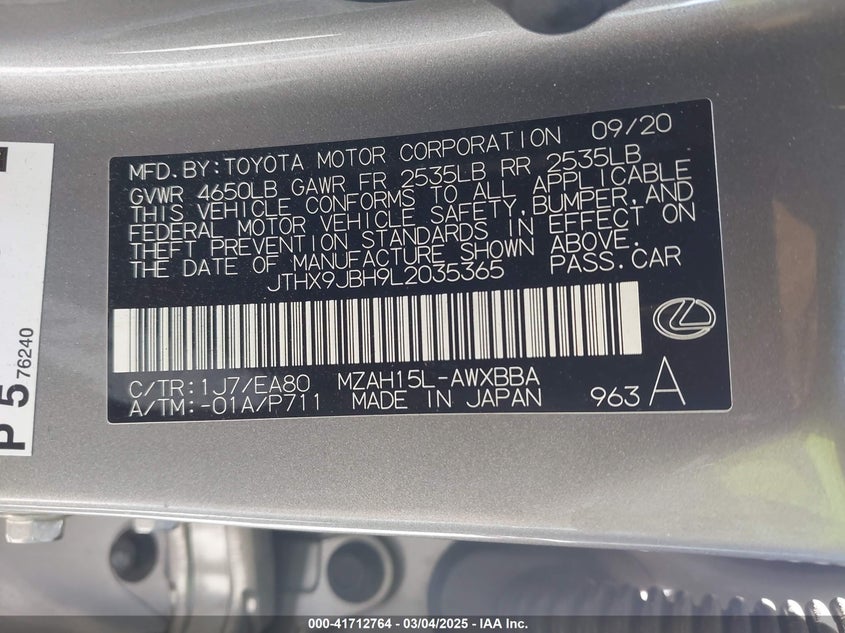 MFD.BY:TOYOTA MOTOR CORPORATION 09/20
GVWR 4650LB GAWR FR 2535LB RR 2535LB
THIS VEHICLE CONFORMS TO ALL APPLICABLE
FEDERAL MOTOR VEHICLE SAFETY,BUMPER,AND
THEFT PREVENTION STANDARDS IN EFFECT ON
THE DATE OF MANUFACTURE SHOWN ABOVE.
JTHX9JBH9L2035365 PASS.CAR
C/TR:1J7/EA80 MZAH15L-AWXBBA
A/TM:-01A/P711 MADE IN JAPAN 963 A
P 5 76240
000-41712764 - 03/04/2025 - IAA Inc.